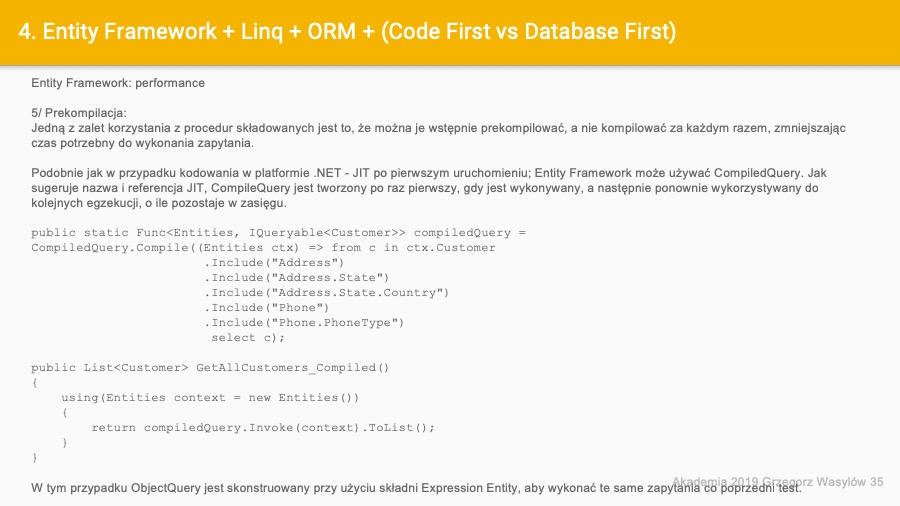 4. Entity Framework + Linq + ORM + (Code First vs Database First)
Entity Framework: performance
5/ Prekompilacja:
Jedną z zalet korzystania z procedur składowanych jest to, że można je wstępnie prekompilować, a nie kompilować za każdym razem, zmniejszając
czas potrzebny do wykonania zapytania.
Podobnie jak w przypadku kodowania w platformie .NET - JIT po pierwszym uruchomieniu; Entity Framework może używać CompiledQuery. Jak
sugeruje nazwa i referencja JIT, CompileQuery jest tworzony po raz pierwszy, gdy jest wykonywany, a następnie ponownie wykorzystywany do
kolejnych egzekucji, o ile pozostaje w zasięgu.
public static Func<Entities, IQueryable<Customer>> compiledQuery =
CompiledQuery.Compile((Entities ctx) => from c in ctx.Customer
.Include("Address")
.Include("Address.State")
.Include("Address.State.Country")
.Include("Phone")
.Include("Phone.PhoneType")
select c);
public List<Customer> GetAllCustomers_Compiled()
{
using(Entities context = new Entities())
{
return compiledQuery.Invoke(context).ToList();
}
}
W tym przypadku ObjectQuery jest skonstruowany przy użyciu składni Expression Entity, aby wykonać te same zapytania co poprzedni test.
Akademia 2019 Grzegorz Wasylów 35